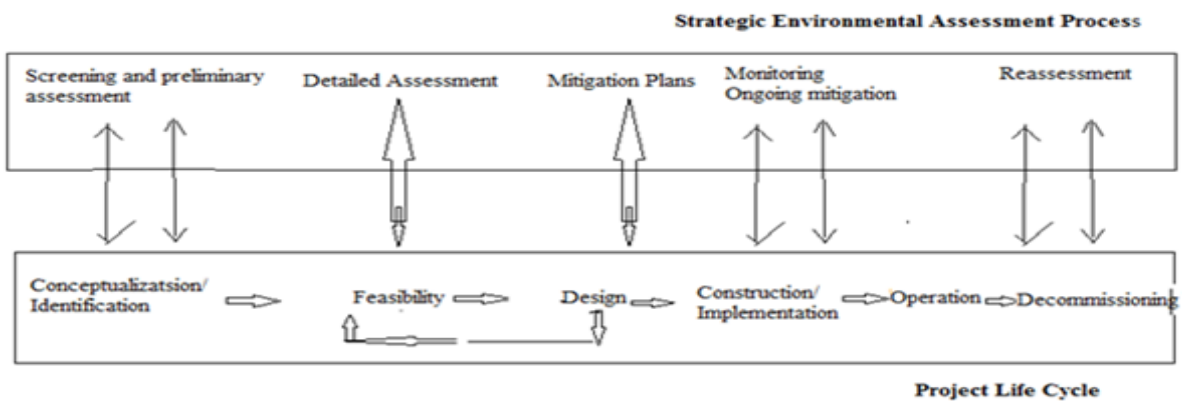 Strategic Environmental Assessment Process
Screening and preliminary
assessment
Detailed Assessment
Mitigation Plans
Monitoring
Ongoing mitigation
Reassessment
Conceptualizatsion/
Identification
Feasibility
Design
Construction/
Implementation
Operation
Decommissioning
Project Life Cycle